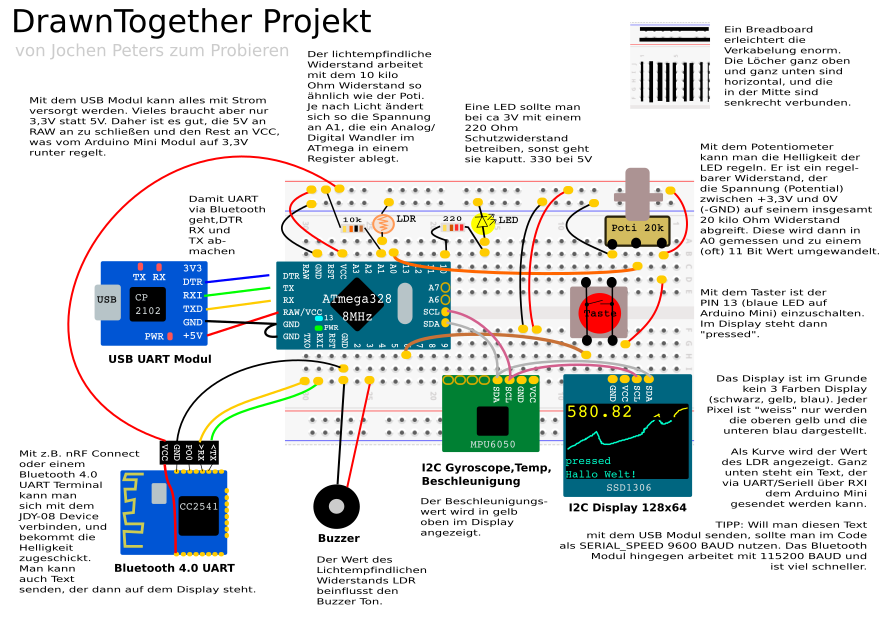 DrawnTogether Projekt
von Jochen Peters zum Probieren
Der lichtempfindliche
Widerstand arbeitet
mit dem 10 kilo
Ohm Widerstand so
ähnlich wie der Poti.
Je nach Licht ändert
sich so die Spannung
an A1, die ein Analog/
Digital Wandler im
ATmega in einem
Register ablegt.
Ein Breadboard
erleichtert die
Verkabelung enorm.
Die Löcher ganz oben
und ganz unten sind
horizontal, und die
in der Mitte sind
senkrecht verbunden.
Mit dem USB Modul kann alles mit Strom
versorgt werden. Vieles braucht aber nur
3,3V statt 5V. Daher ist es gut, die 5V an
RAW an zu schließen und den Rest an VCC,
was vom Arduino Mini Modul auf 3,3V
runter regelt.
Eine LED sollte man
bei ca 3V mit einem
220 Ohm
Schutzwiderstand
betreiben, sonst geht
sie kaputt. 330 bei 5V
Mit dem Potentiometer
kann man die Helligkeit der
LED regeln. Er ist ein regel-
barer Widerstand, der
die Spannung (Potential)
zwischen +3,3V und 0V
(-GND) auf seinem insgesamt
20 kilo Ohm Widerstand
abgreift. Diese wird dann in
A0 gemessen und zu einem
(oft) 11 Bit Wert umgewandelt.
Damit UART
via Bluetooth
geht,DTR
RX und
TX ab-
machen
10k
LDR
220
LED
Poti 20k
USB
TX RX
CP
2102
PWR
3V3
DTR
RXI
TXD
GND
+5V
USB UART Modul
DTR
TX
RX
RAW/VCC
GND
GND
RAW
GND
RST
VCC
A3
A2
A1
A0
13
12
11
10
ATmega328
8MHz
13
PWR
A7
A6
SCL
SDA
TXO
RXI
RST
GND
2
3
4
5
6
7
8
9
Taste
Mit dem Taster ist der
PIN 13 (blaue LED auf
Arduino Mini) einzuschalten.
Im Display steht dann
"pressed".
SDA
SCL
GND
VCC
MPU6050
I2C Gyroscope,Temp,
Beschleunigung
Der Beschleunigungs-
wert wird in gelb
oben im Display
angezeigt.
GND
VCC
SCL
SDA
580.82
pressed
Hallo Welt!
SSD1306
I2C Display 128x64
Das Display ist im Grunde
kein 3 Farben Display
(schwarz, gelb, blau). Jeder
Pixel ist "weiss" nur werden
die oberen gelb und die
unteren blau dargestellt.
Als Kurve wird der Wert
des LDR angezeigt. Ganz
unten steht ein Text, der
via UART/Seriell über RXI
dem Arduino Mini
gesendet werden kann.
TIPP: Will man diesen Text
mit dem USB Modul senden, sollte man im Code
als SERIAL_SPEED 9600 BAUD nutzen. Das Bluetooth
Modul hingegen arbeitet mit 115200 BAUD und
ist viel schneller.
Mit z.B. nRF Connect
oder einem
Bluetooth 4.0
UART Terminal
kann man
sich mit dem
JDY-08 Device
verbinden, und
bekommt die
Helligkeit
zugeschickt.
Man kann
auch Text
senden, der dann auf dem Display steht.
VCC
GND
PO0
>RX
<TX
CC2541
Bluetooth 4.0 UART
Buzzer
Der Wert des
Lichtempfindlichen
Widerstands LDR
beinflusst den
Buzzer Ton.